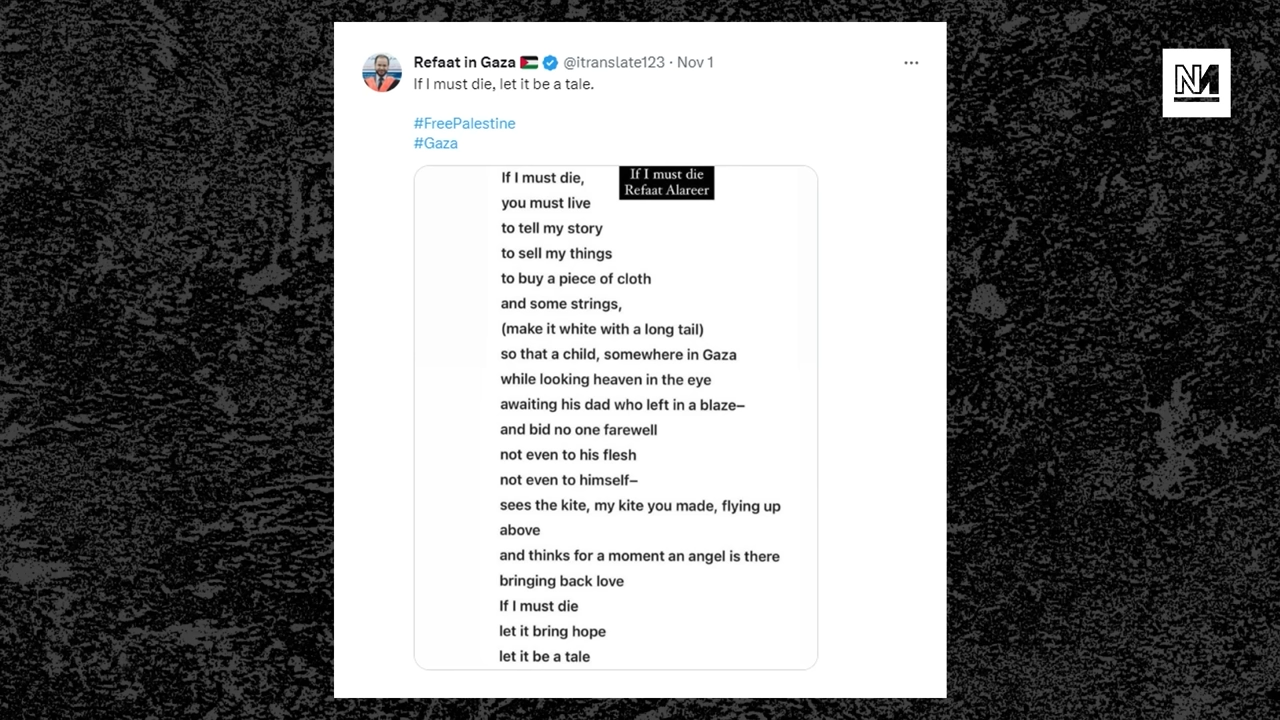 Refaat in Gaza 🇵🇸 @itranslate123 · Nov 1
If I must die, let it be a tale.
#FreePalestine
#Gaza
If I must die
Refaat Alareer
If I must die,
you must live
to tell my story
to sell my things
to buy a piece of cloth
and some strings,
(make it white with a long tail)
so that a child, somewhere in Gaza
while looking heaven in the eye
awaiting his dad who left in a blaze–
and bid no one farewell
not even to his flesh
not even to himself–
sees the kite, my kite you made, flying up
above
and thinks for a moment an angel is there
bringing back love
If I must die
let it bring hope
let it be a tale
NM